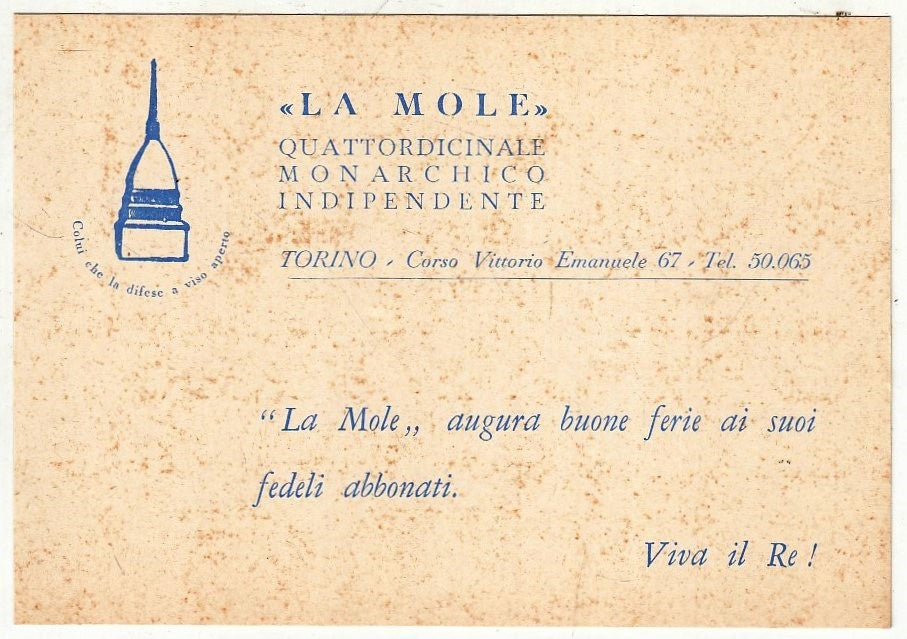 «LA MOLE»
QUATTORDICINALE
MONARCHICO
INDIPENDENTE
TORINO - Corso Vittorio Emanuele 67 - Tel. 50.065
Colui che la difese a viso aperto
“La Mole„ augura buone ferie ai suoi
fedeli abbonati.
Viva il Re !